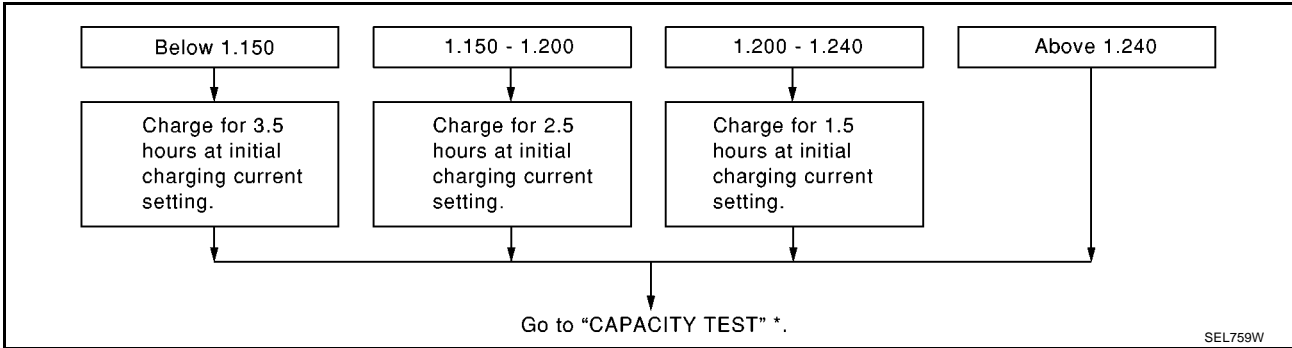 Below 1.150
1.150 - 1.200
1.200 - 1.240
Above 1.240
Charge for 3.5
hours at initial
charging current
setting.
Charge for 2.5
hours at initial
charging current
setting.
Charge for 1.5
hours at initial
charging current
setting.
Go to “CAPACITY TEST” *.
SEL759W